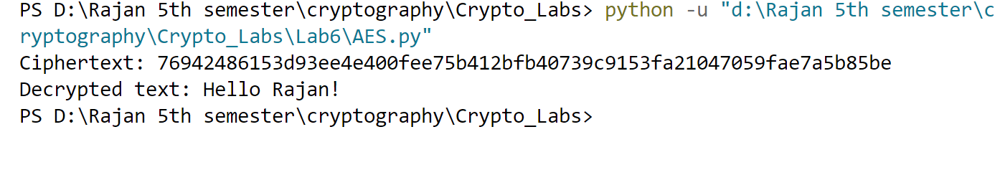 PS D:\Rajan 5th semester\cryptography\Crypto_Labs> python -u "d:\Rajan 5th semester\c
ryptography\Crypto_Labs\Lab6\AES.py"
Ciphertext: 76942486153d93ee4e400fee75b412bfb40739c9153fa21047059fae7a5b85be
Decrypted text: Hello Rajan!
PS D:\Rajan 5th semester\cryptography\Crypto_Labs>